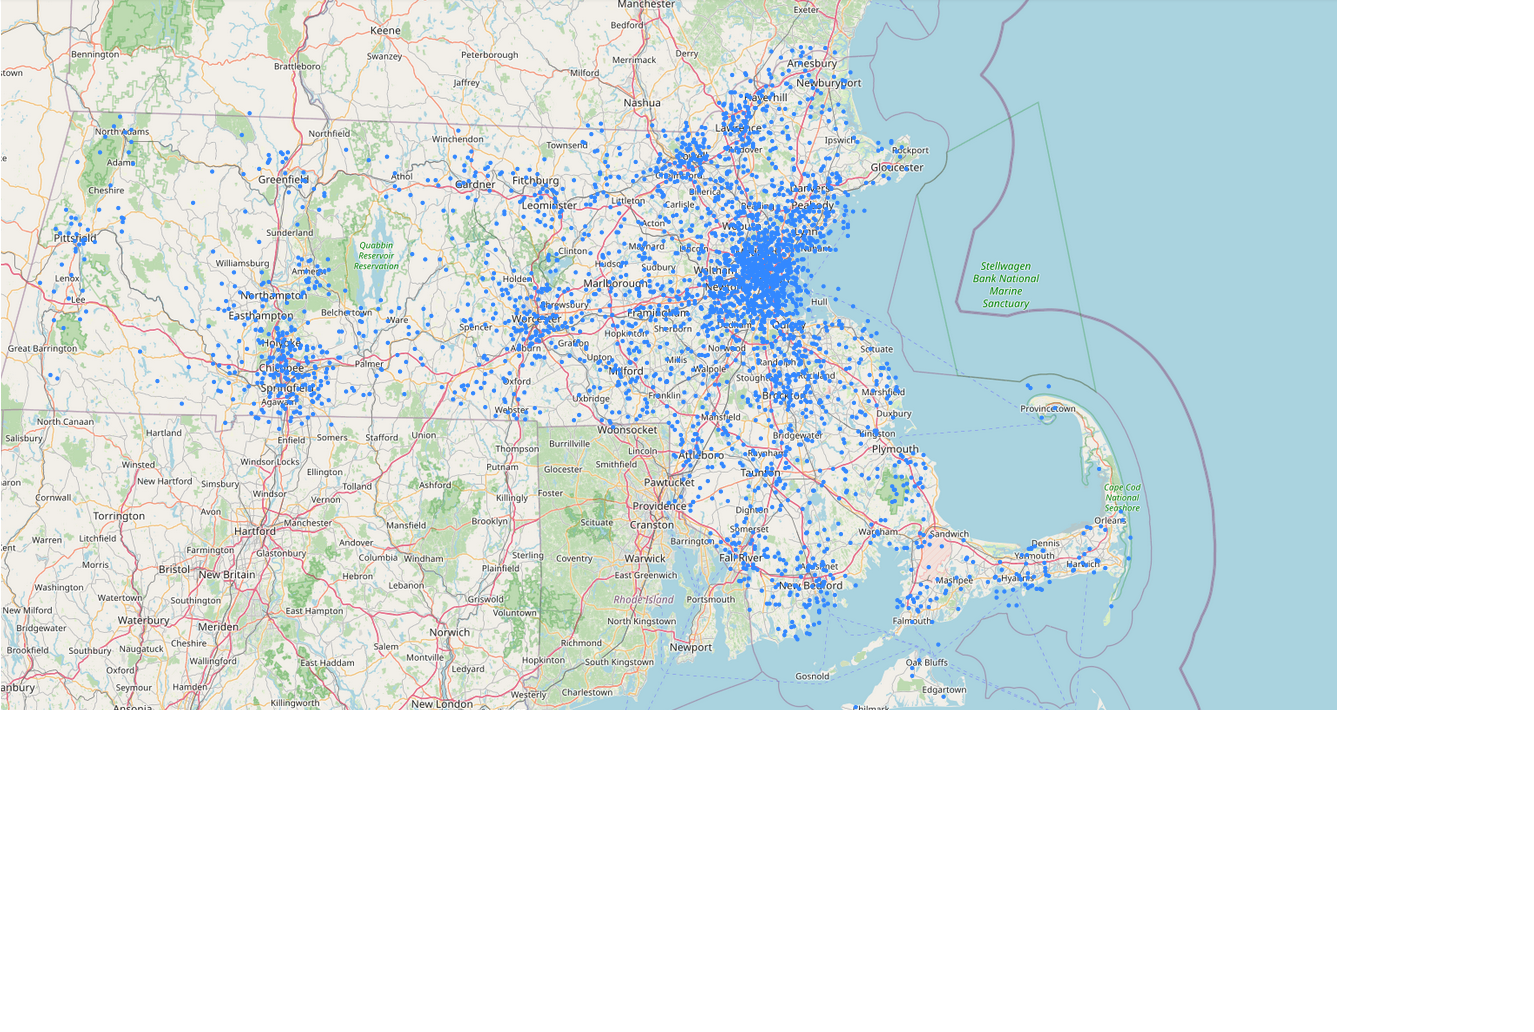 Manchester
Exeter
Bedford
Keene
Derry
Bennington
Swanzey
Peterborough
Merrimack
Amesbury
Brattleboro
Milford
stown
Jaffrey
Newburyport
Nashua
Haverhill
North Adams
Northfield
Winchendon
Lawrence
Townsend
Ipswich
Andover
Rockport
Adams
Lowell
Gloucester
Greenfield
Athol
Gardner
Fitchburg
Chelmsford
Cheshire
Billerica
Danvers
Leominster
Littleton
Carlisle
Reading
Peabody
Acton
Woburn
Lynn
Pittsfield
Sunderland
Quabbin
Reservoir
Reservation
Maynard
Lincoln
Nahant
Clinton
Williamsburg
Hudson
Sudbury
Waltham
Stellwagen
Bank National
Marine
Sanctuary
Lenox
Amherst
Holden
Marlborough
Newton
Northampton
Lee
Shrewsbury
Hull
Easthampton
Belchertown
Ware
Worcester
Framingham
Spencer
Sherborn
Dedham
Quincy
Hopkinton
Holyoke
Grafton
Great Barrington
Auburn
Norwood
Scituate
Upton
Millis
Chicopee
Palmer
Milford
Walpole
Randolph
Oxford
Stoughton
Rockland
Springfield
Uxbridge
Franklin
Brockton
Marshfield
Agawam
Webster
Provincetown
Duxbury
North Canaan
Mansfield
Hartland
Woonsocket
Salisbury
Enfield
Somers
Stafford
Union
Bridgewater
Kingston
Burrillville
Thompson
Lincoln
Attleboro
Raynham
Plymouth
Winsted
Windsor Locks
Putnam
Glocester
Smithfield
Taunton
New Hartford
Simsbury
Ellington
Tolland
Ashford
Pawtucket
Cape Cod
National
Seashore
Cornwall
Windsor
Vernon
Killingly
Foster
Providence
Dighton
Torrington
Avon
Manchester
Mansfield
Brooklyn
Scituate
Cranston
Orleans
Hartford
Somerset
Wareham
Sandwich
Warren
Litchfield
Farmington
Andover
Barrington
Dennis
Glastonbury
Columbia
Windham
Sterling
Coventry
Warwick
Fall River
Yarmouth
Morris
Bristol
New Britain
Hebron
Plainfield
East Greenwich
Acushnet
Harwich
Washington
Lebanon
New Bedford
Mashpee
Hyannis
Watertown
Southington
Griswold
Rhode Island
Portsmouth
New Milford
East Hampton
Voluntown
Waterbury
Meriden
North Kingstown
Falmouth
Bridgewater
Norwich
Cheshire
Salem
Richmond
Newport
Brookfield
Southbury
Naugatuck
Wallingford
East Haddam
Montville
Hopkinton
South Kingstown
Oak Bluffs
Oxford
Ledyard
Gosnold
anbury
Seymour
Hamden
Westerly
Charlestown
Edgartown
Killingworth
New London
Ansonia
Chilmark